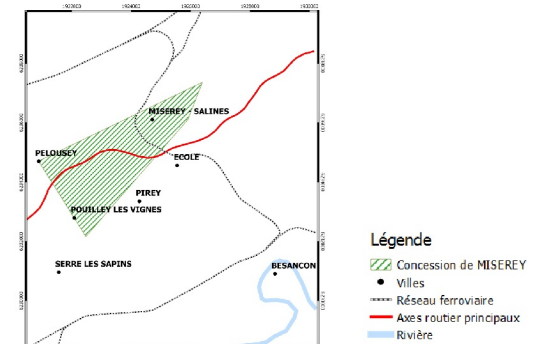 MISEREY - SALINES
PELOUSEY
ECOLE
PIREY
POUILLEY LES VIGNES
SERRE LES SAPINS
BESANCON
Légende
Concession de MISEREY
Villes
Réseau ferroviaire
Axes routier principaux
Rivière